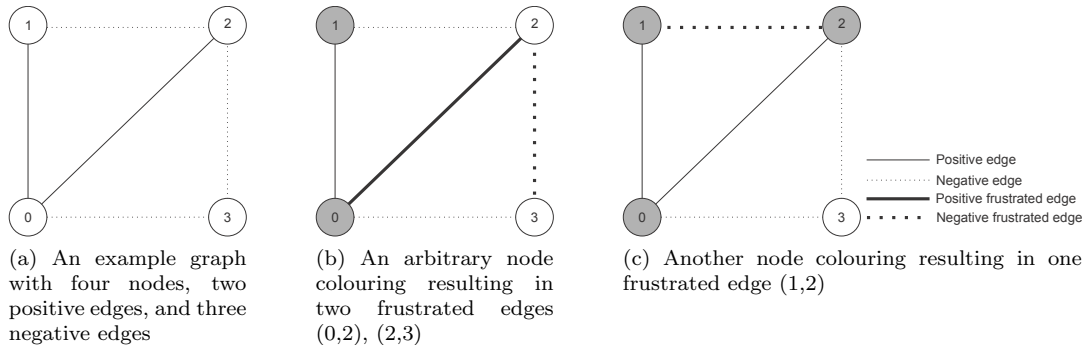 1
2
0
3
1
2
0
3
1
2
0
3
Positive edge
Negative edge
Positive frustrated edge
Negative frustrated edge
(a) An example graph
with four nodes, two
positive edges, and three
negative edges
(b) An arbitrary node
colouring resulting in
two frustrated edges
(0,2), (2,3)
(c) Another node colouring resulting in one
frustrated edge (1,2)